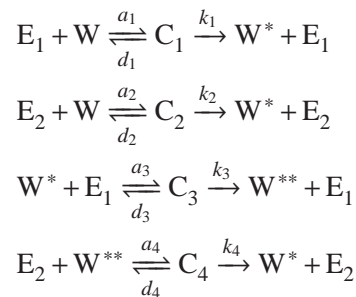 E₁ + W ⇌ C₁ → W* + E₁ (a₁, d₁, k₁)
E₂ + W ⇌ C₂ → W* + E₂ (a₂, d₂, k₂)
W* + E₁ ⇌ C₃ → W** + E₁ (a₃, d₃, k₃)
E₂ + W** ⇌ C₄ → W* + E₂ (a₄, d₄, k₄)